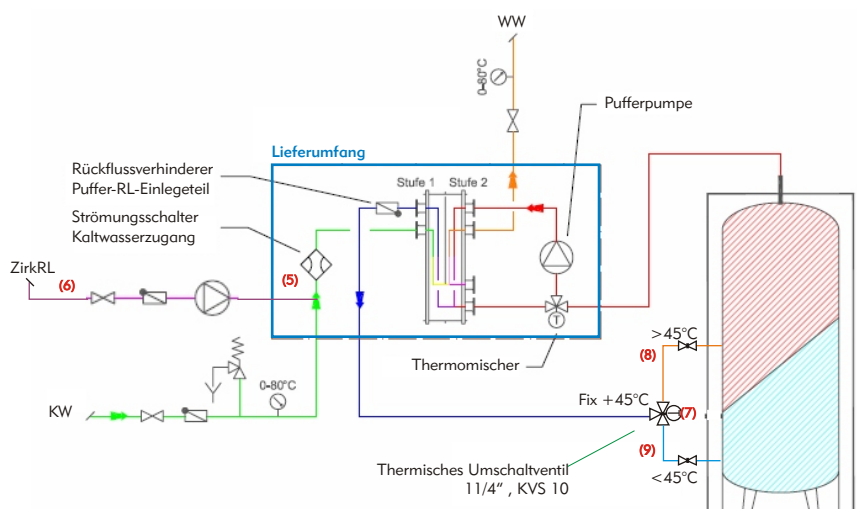 WW
0-80°C
Pufferpumpe
Lieferumfang
Rückflussverhinderer
Puffer-RL-Einlegeteil
Stufe 1
Stufe 2
Strömungsschalter
Kaltwasserzugang
ZirkRL
(6)
(5)
T
>45°C
(8)
Thermomischer
0-80°C
KW
Fix +45°C
(7)
(9)
Thermisches Umschaltventil
11/4“ , KVS 10
<45°C